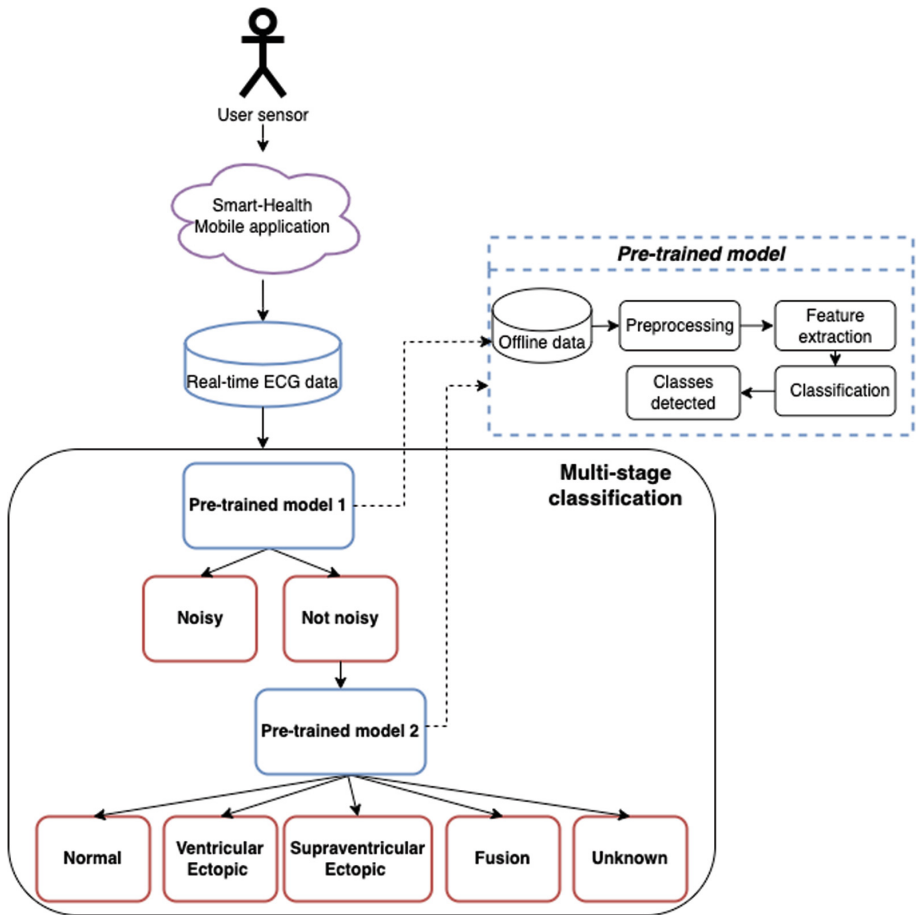 User sensor
Smart-Health
Mobile application
Real-time ECG data
Pre-trained model
Offline data
Preprocessing
Feature
extraction
Classification
Classes
detected
Multi-stage
classification
Pre-trained model 1
Noisy
Not noisy
Pre-trained model 2
Normal
Ventricular
Ectopic
Supraventricular
Ectopic
Fusion
Unknown